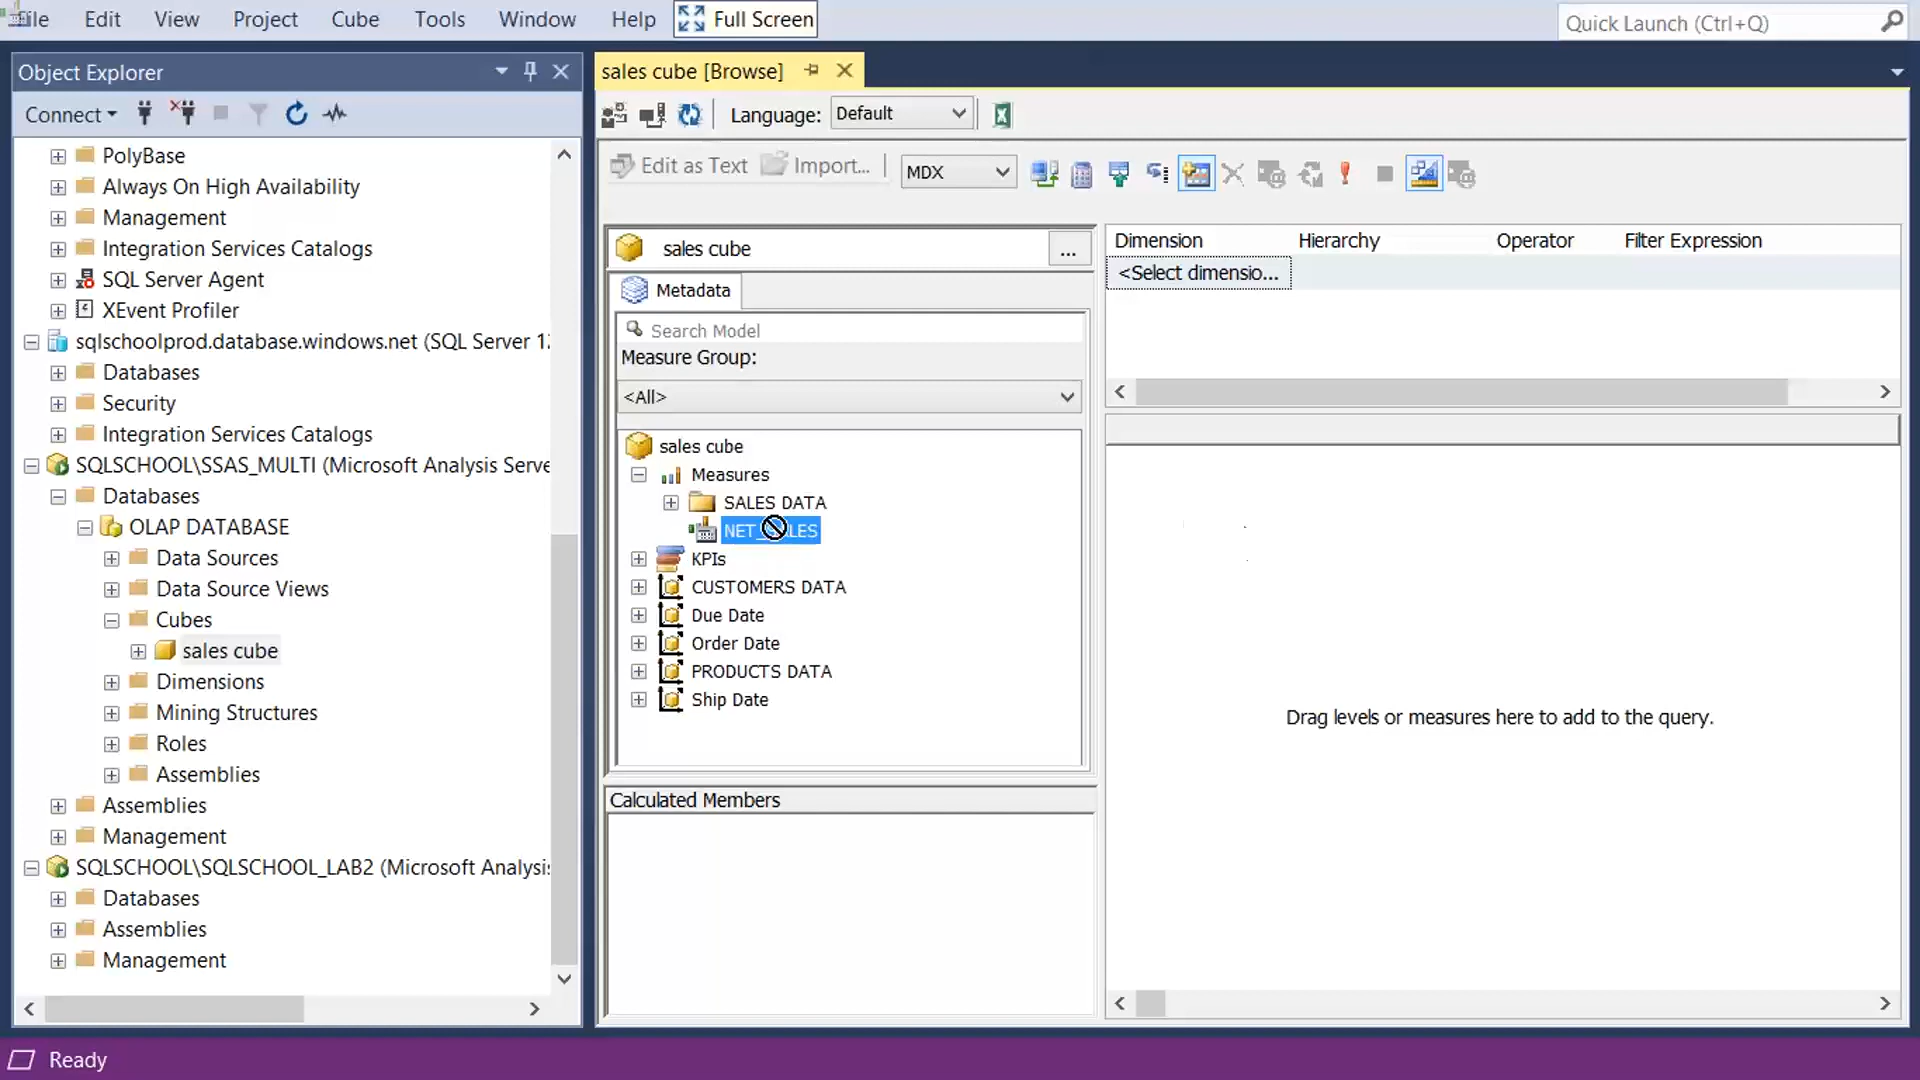 File Edit View Project Cube Tools Window Help Full Screen
Quick Launch (Ctrl+Q)
Object Explorer
Connect
PolyBase
Always On High Availability
Management
Integration Services Catalogs
SQL Server Agent
XEvent Profiler
sqlschoolprod.database.windows.net (SQL Server 12
Databases
Security
Integration Services Catalogs
SQLSCHOOL\SSAS_MULTI (Microsoft Analysis Serve
Databases
OLAP DATABASE
Data Sources
Data Source Views
Cubes
sales cube
Dimensions
Mining Structures
Roles
Assemblies
Assemblies
Management
SQLSCHOOL\SQLSCHOOL_LAB2 (Microsoft Analysis
Databases
Assemblies
Management
sales cube [Browse]
Language: Default
Edit as Text Import... MDX
sales cube ...
Metadata
Search Model
Measure Group:
<All>
sales cube
Measures
SALES DATA
NET_SALES
KPIs
CUSTOMERS DATA
Due Date
Order Date
PRODUCTS DATA
Ship Date
Calculated Members
Dimension Hierarchy Operator Filter Expression
<Select dimensio...
Drag levels or measures here to add to the query.
Ready